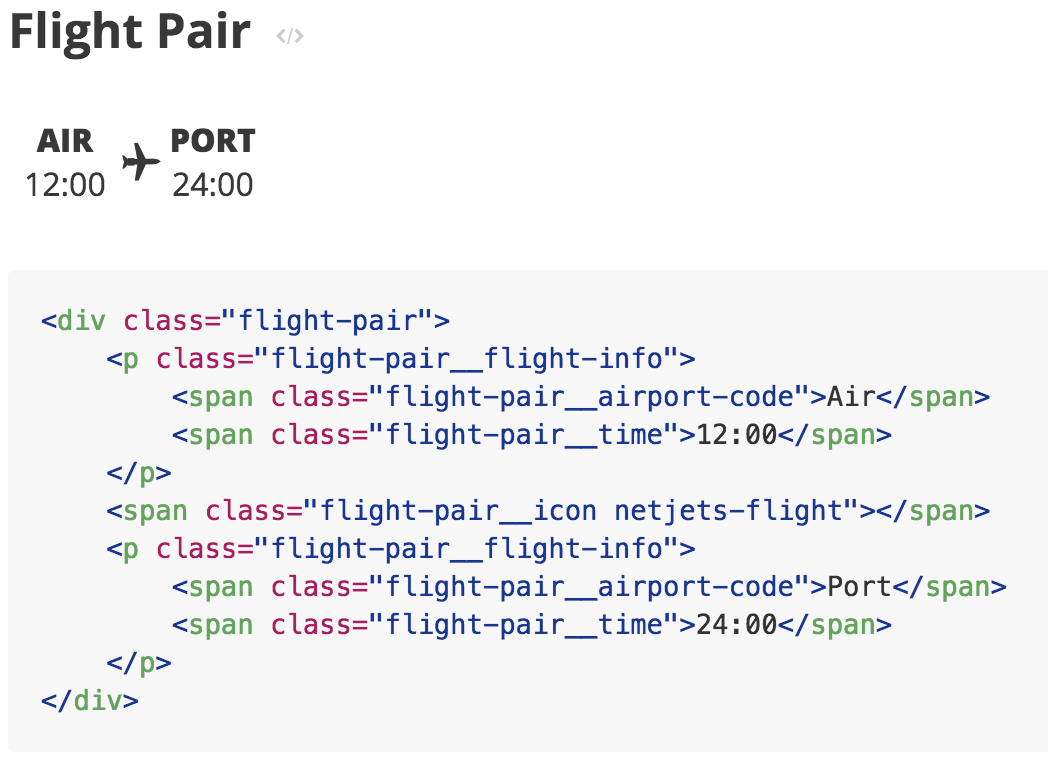 Flight Pair </>
AIR PORT
12:00 24:00
<div class="flight-pair">
    <p class="flight-pair__flight-info">
        <span class="flight-pair__airport-code">Air</span>
        <span class="flight-pair__time">12:00</span>
    </p>
    <span class="flight-pair__icon netjets-flight"></span>
    <p class="flight-pair__flight-info">
        <span class="flight-pair__airport-code">Port</span>
        <span class="flight-pair__time">24:00</span>
    </p>
</div>